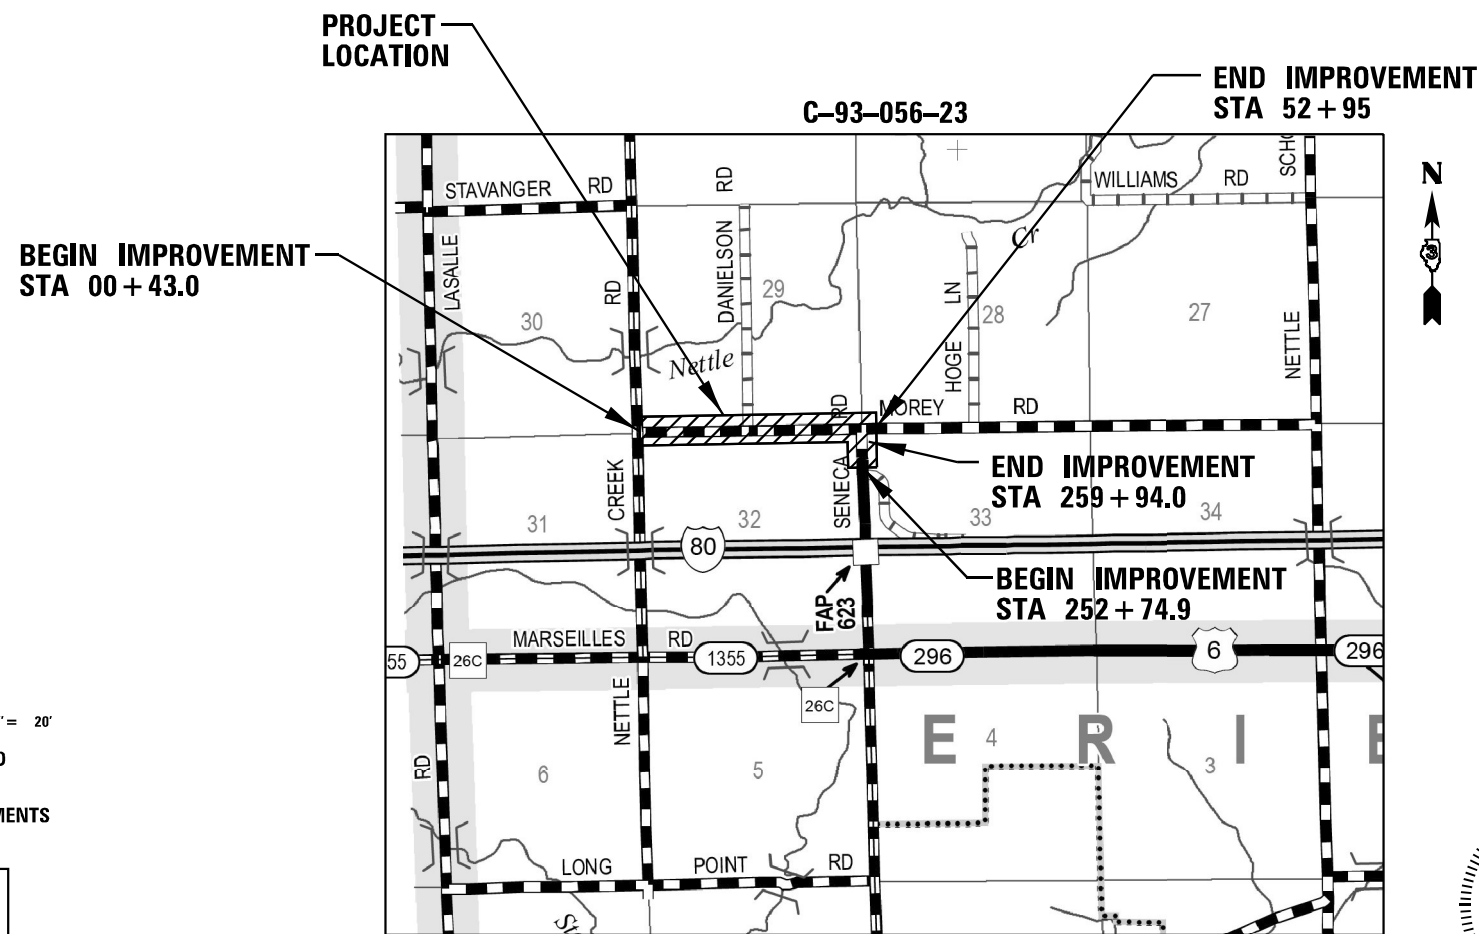 PROJECT
LOCATION
END IMPROVEMENT
STA 52+95
C-93-056-23
BEGIN IMPROVEMENT
STA 00+43.0
N
3
STAVANGER RD
WILLIAMS RD
LASALLE
RD
DANIELSON
RD
HOGE LN
NETTLE
30
29
28
27
Nettle
Cr
RD
MOREY RD
CREEK
SENECA
END IMPROVEMENT
STA 259+94.0
31
32
33
34
80
BEGIN IMPROVEMENT
STA 252+74.9
FAP
623
MARSEILLES RD
55
26C
1355
296
6
296
26C
NETTLE
RD
E R I
6
5
4
3
LONG POINT RD
= 20'